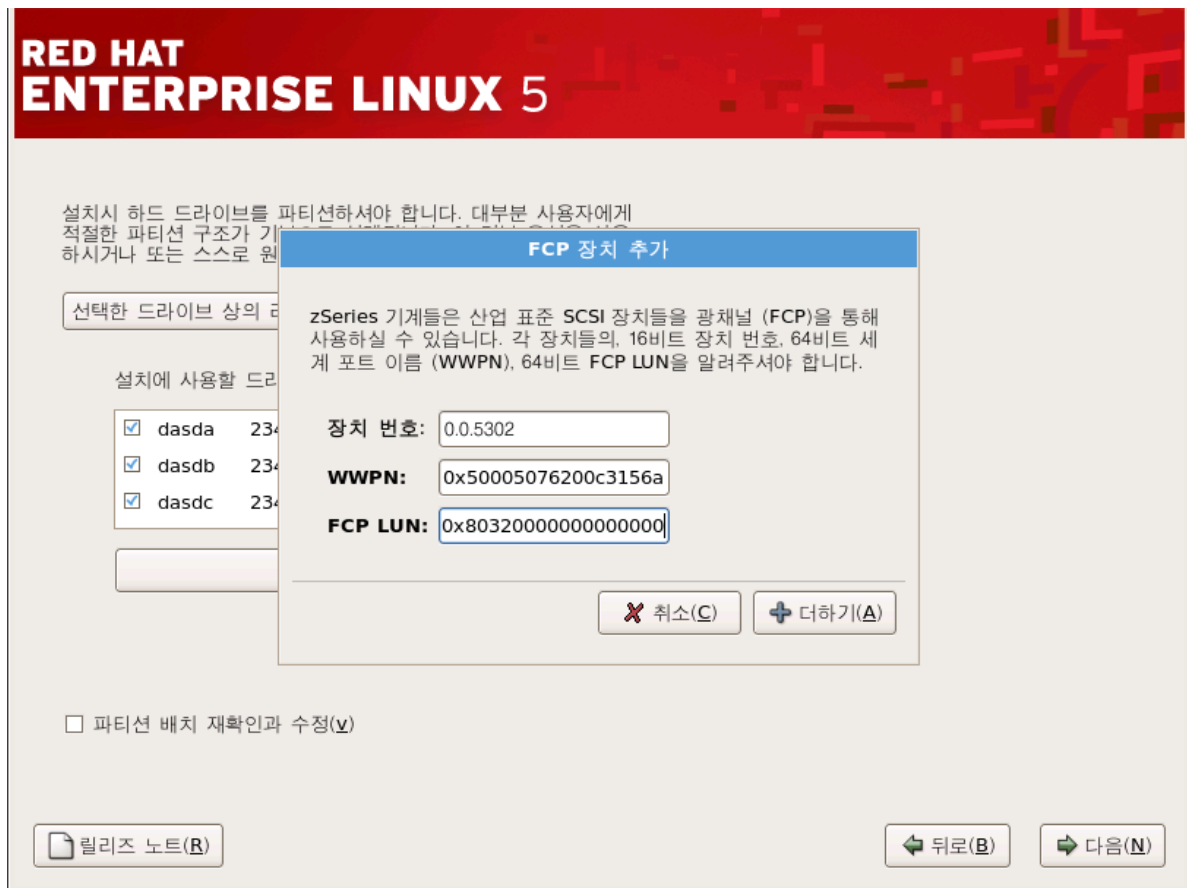 RED HAT
ENTERPRISE LINUX 5
설치시 하드 드라이브를 파티션하셔야 합니다. 대부분 사용자에게
적절한 파티션 구조가
하시거나 또는 스스로 원
FCP 장치 추가
선택한 드라이브 상의
zSeries 기계들은 산업 표준 SCSI 장치들을 광채널 (FCP)을 통해
사용하실 수 있습니다. 각 장치들의, 16비트 장치 번호, 64비트 세
계 포트 이름 (WWPN), 64비트 FCP LUN을 알려주셔야 합니다.
설치에 사용할
dasda 234
dasdb 234
dasdc 234
장치 번호: 0.0.5302
WWPN: 0x50005076200c3156a
FCP LUN: 0x80320000000000000
취소(C) 더하기(A)
파티션 배치 재확인과 수정(v)
릴리즈 노트(R) 뒤로(B) 다음(N)